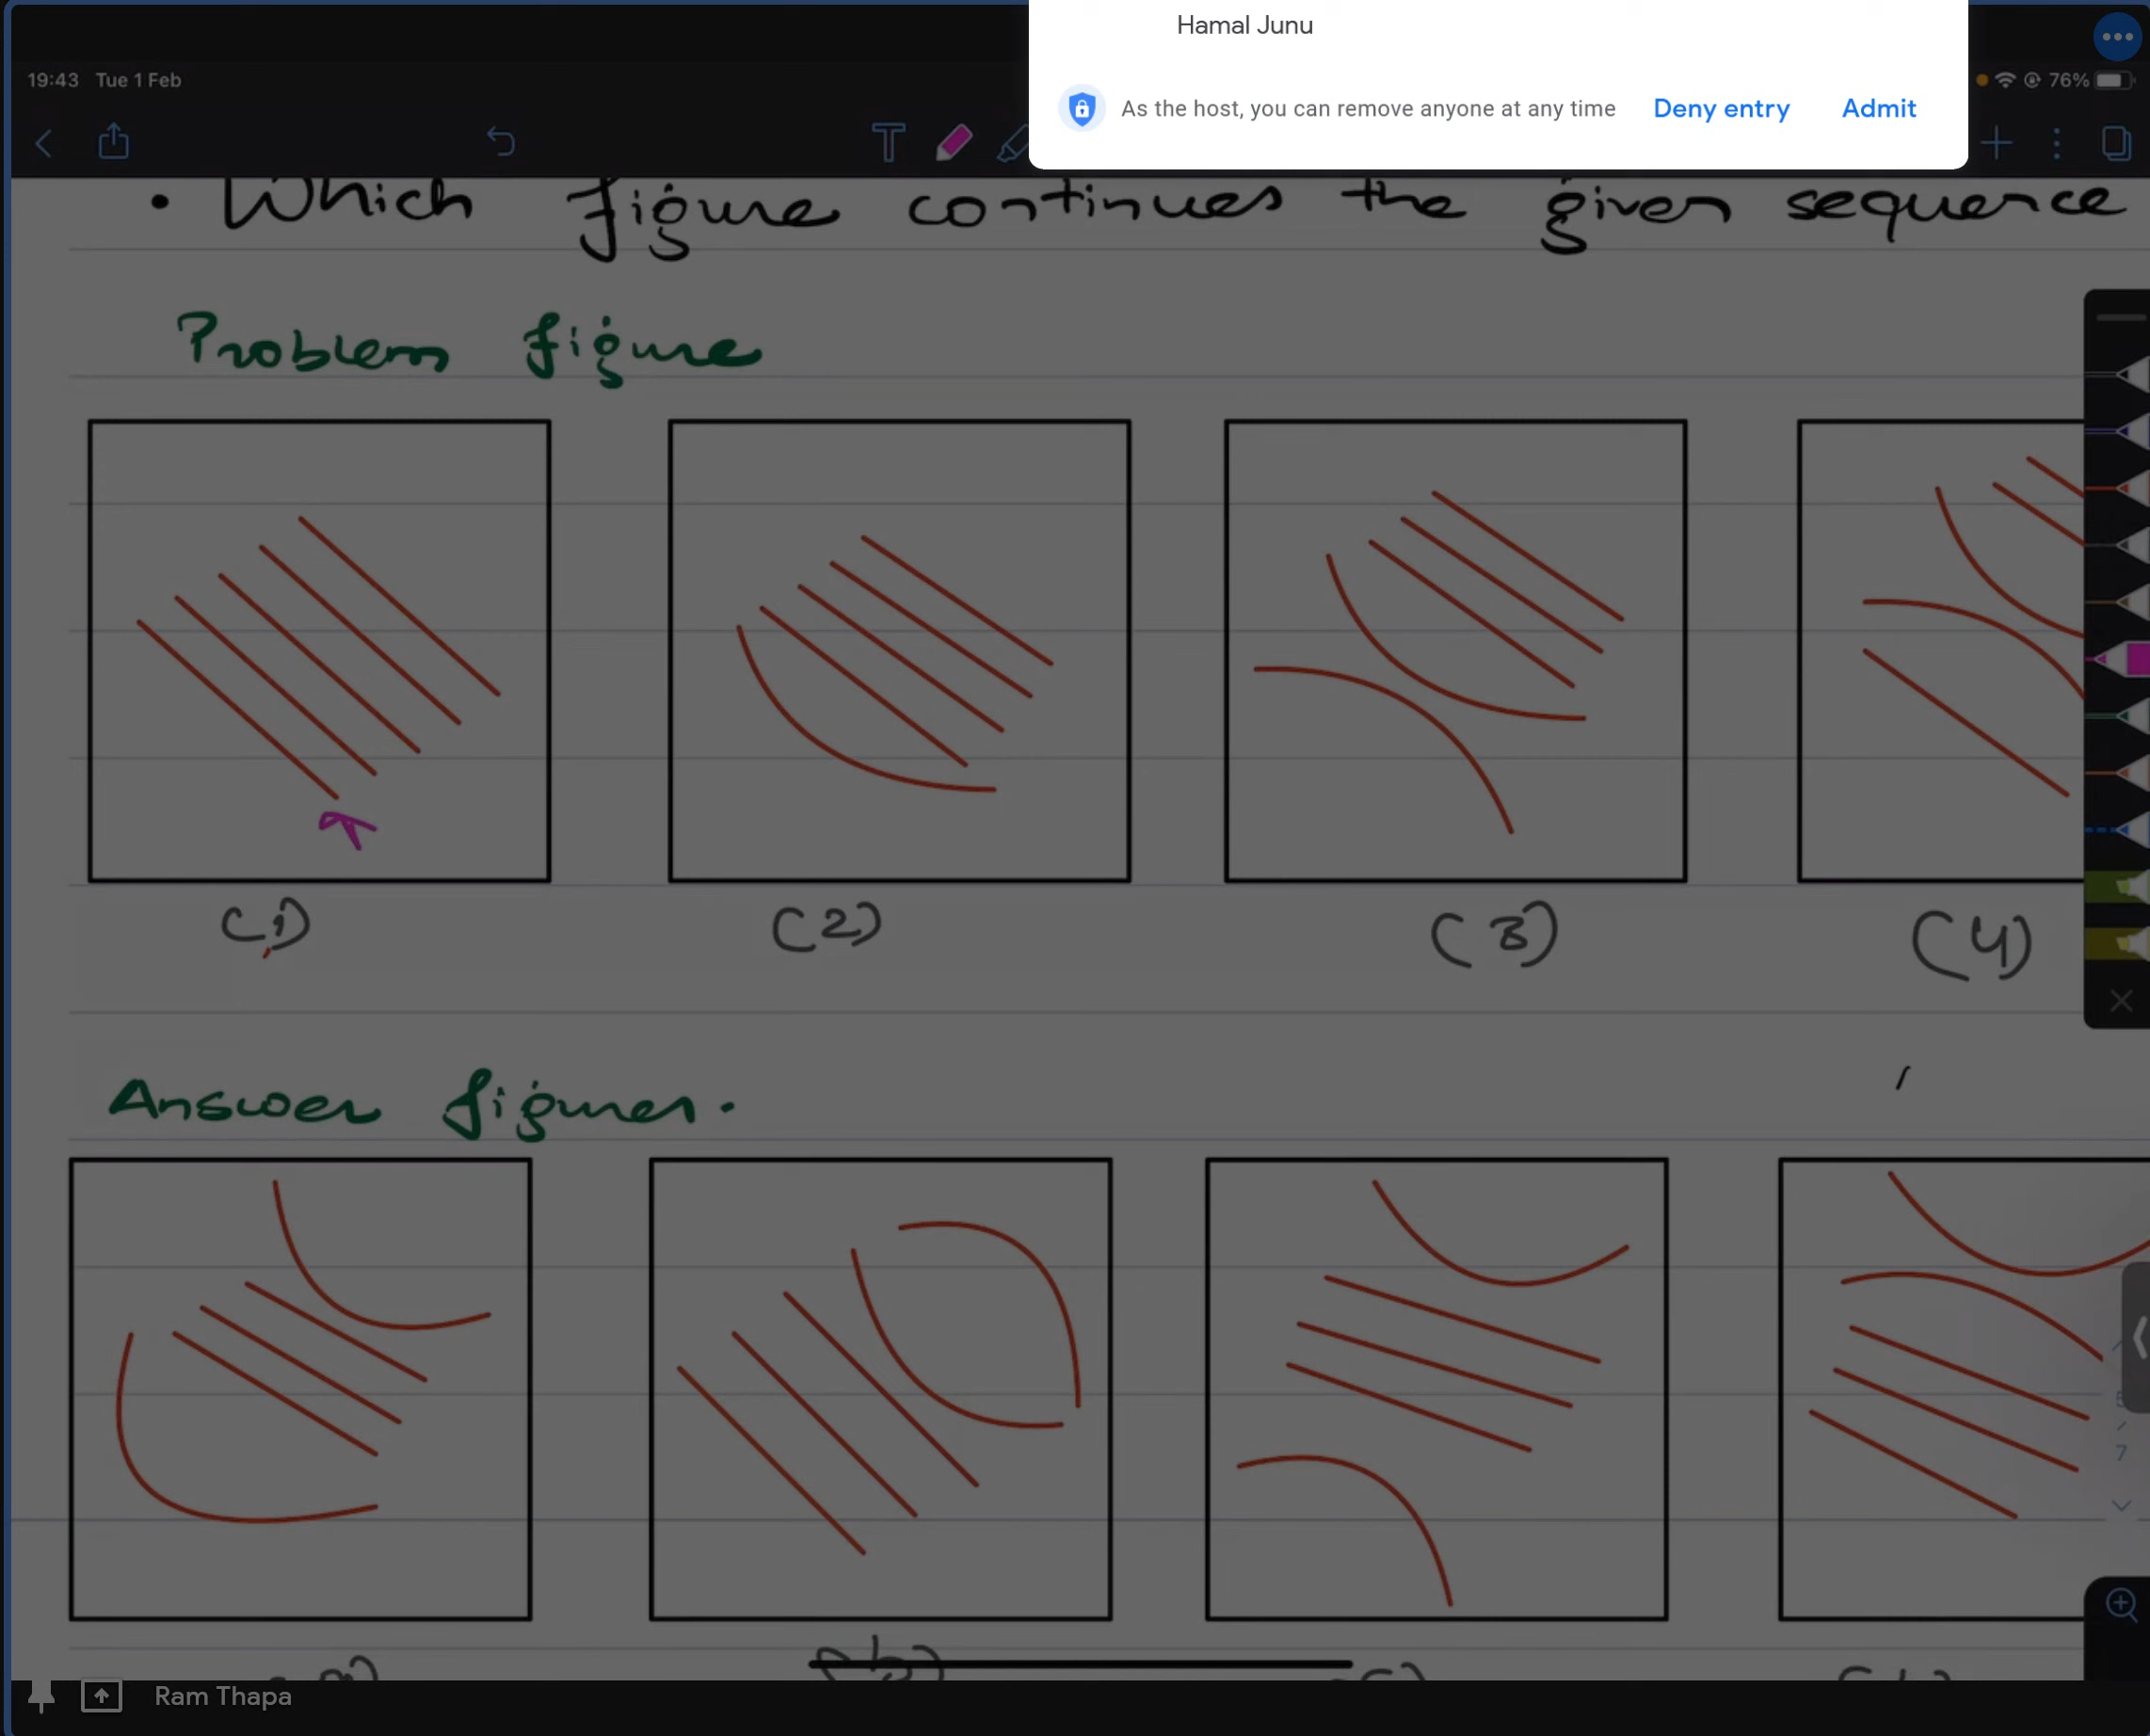 Hamal Junu
19:43 Tue 1 Feb
76%
As the host, you can remove anyone at any time Deny entry Admit
T
• Which figure continues the given sequence
Problem figure
(1) (2) (3) (4)
Answer figures.
7
Ram Thapa